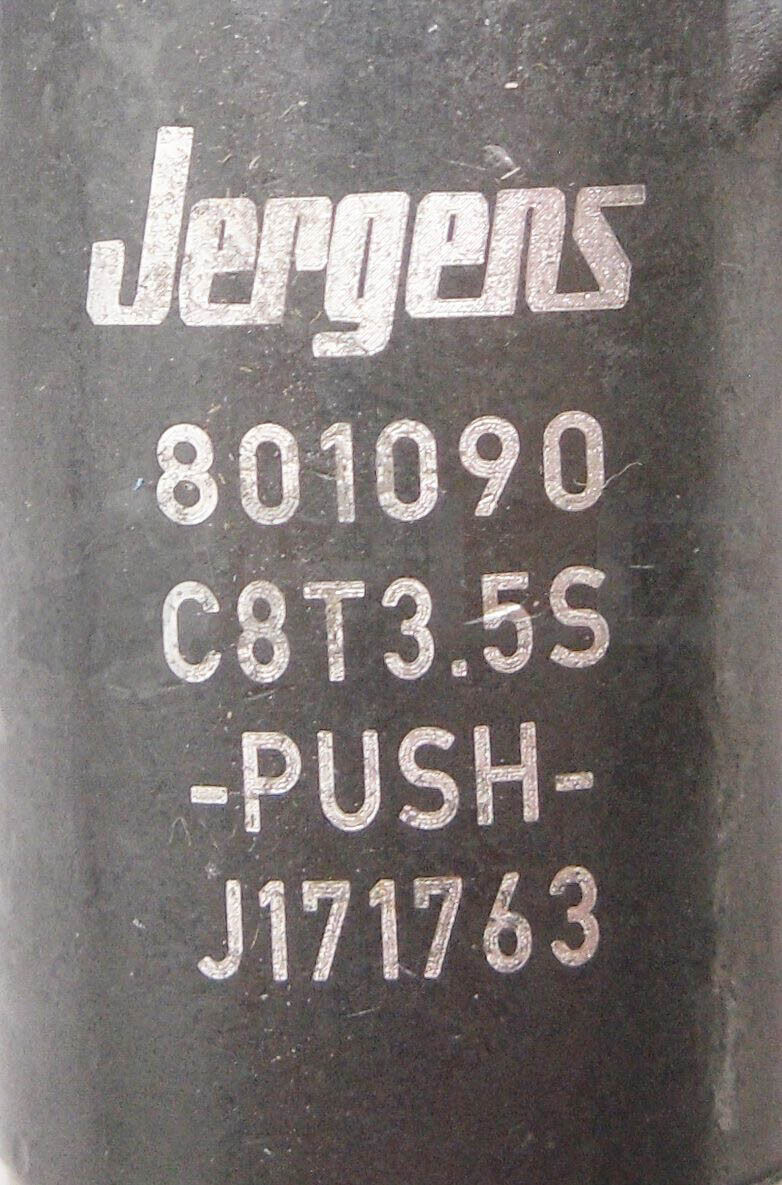 Jergens
801090
C8T3.5S
-PUSH-
J171763